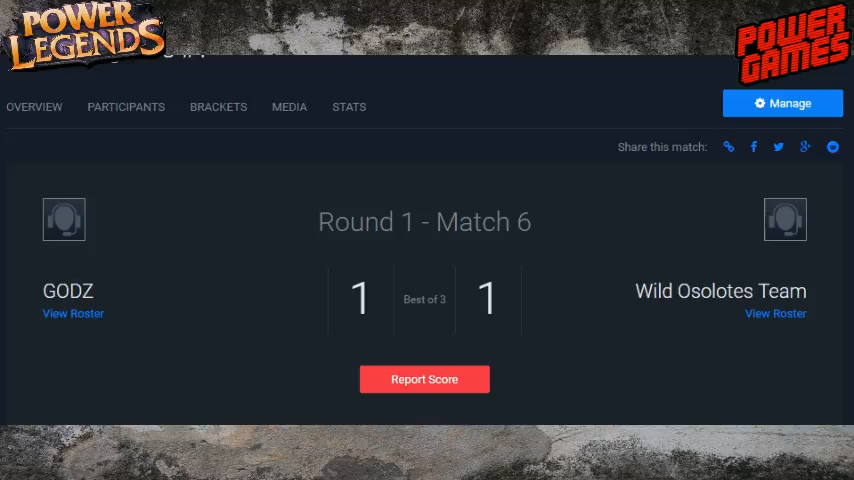 POWER
LEGENDS
POWER
GAMES
OVERVIEW PARTICIPANTS BRACKETS MEDIA STATS
Manage
Share this match:
Round 1 - Match 6
GODZ
View Roster
1 Best of 3 1
Wild Osolotes Team
View Roster
Report Score